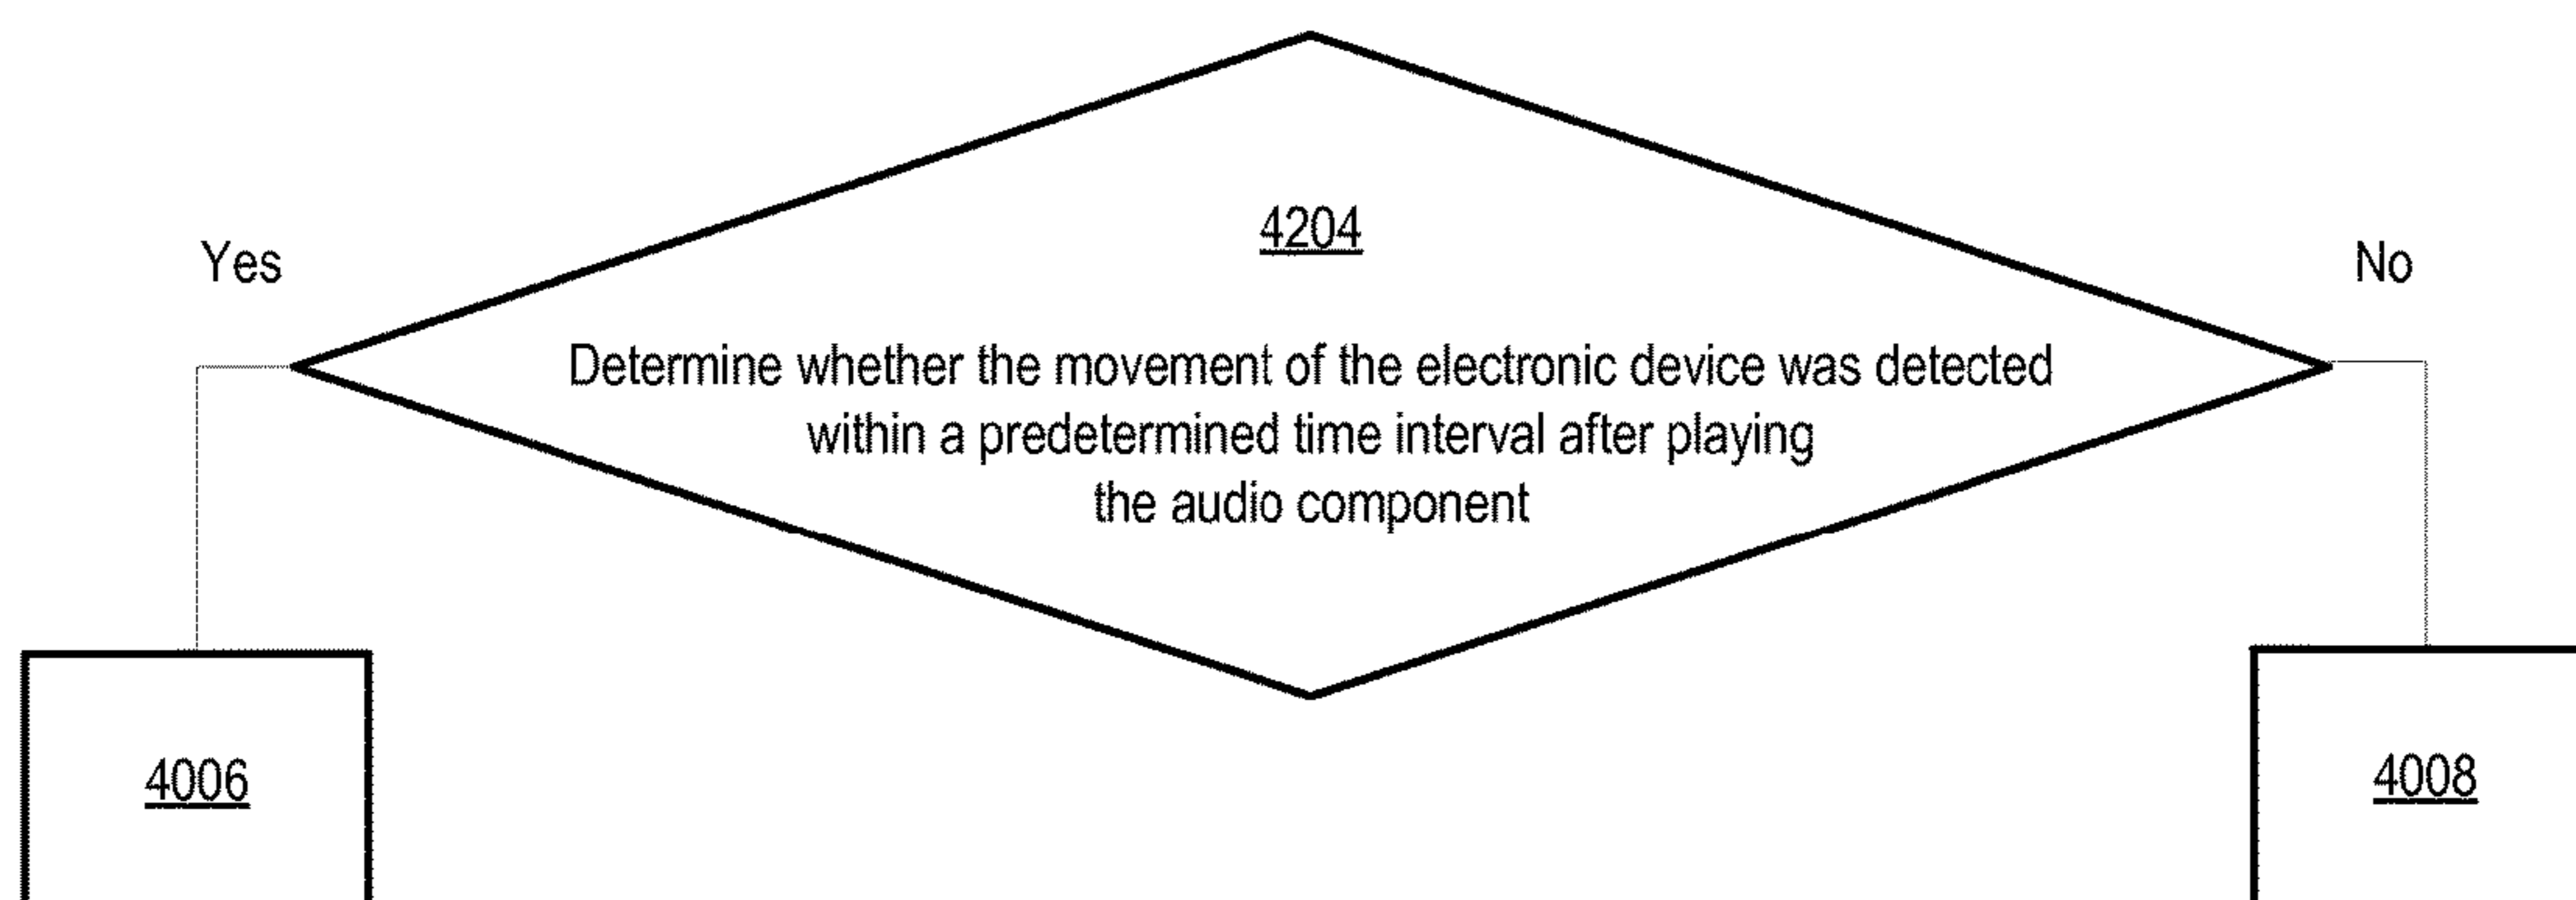 4204
Yes
No
Determine whether the movement of the electronic device was detected
within a predetermined time interval after playing
the audio component
4006
4008